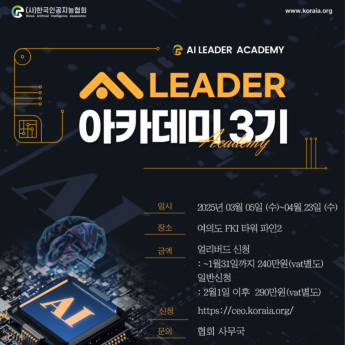 (사)한국인공지능협회
Korea Artificial Intelligence Association
www.koraia.org
AI LEADER ACADEMY
AI LEADER
아카데미 3기
Academy
일시 2025년 03월 05일 (수)~04월 23일 (수)
장소 여의도 FKI 타워 파인2
금액 얼리버드 신청
: ~1월31일까지 240만원(vat별도)
일반신청
: 2월1일 이후 290만원(vat별도)
신청 https://ceo.koraia.org/
문의 협회 사무국
AI
AI